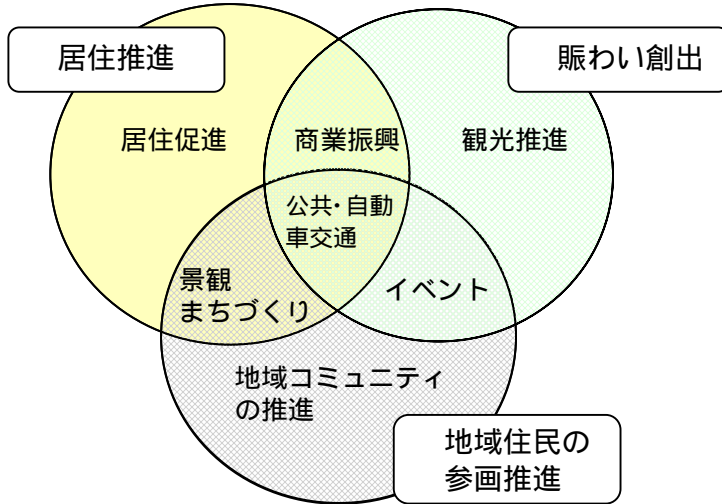 居住推進
賑わい創出
居住促進
商業振興
観光推進
公共・自動
車交通
景観
まちづくり
イベント
地域コミュニティ
の推進
地域住民の
参画推進